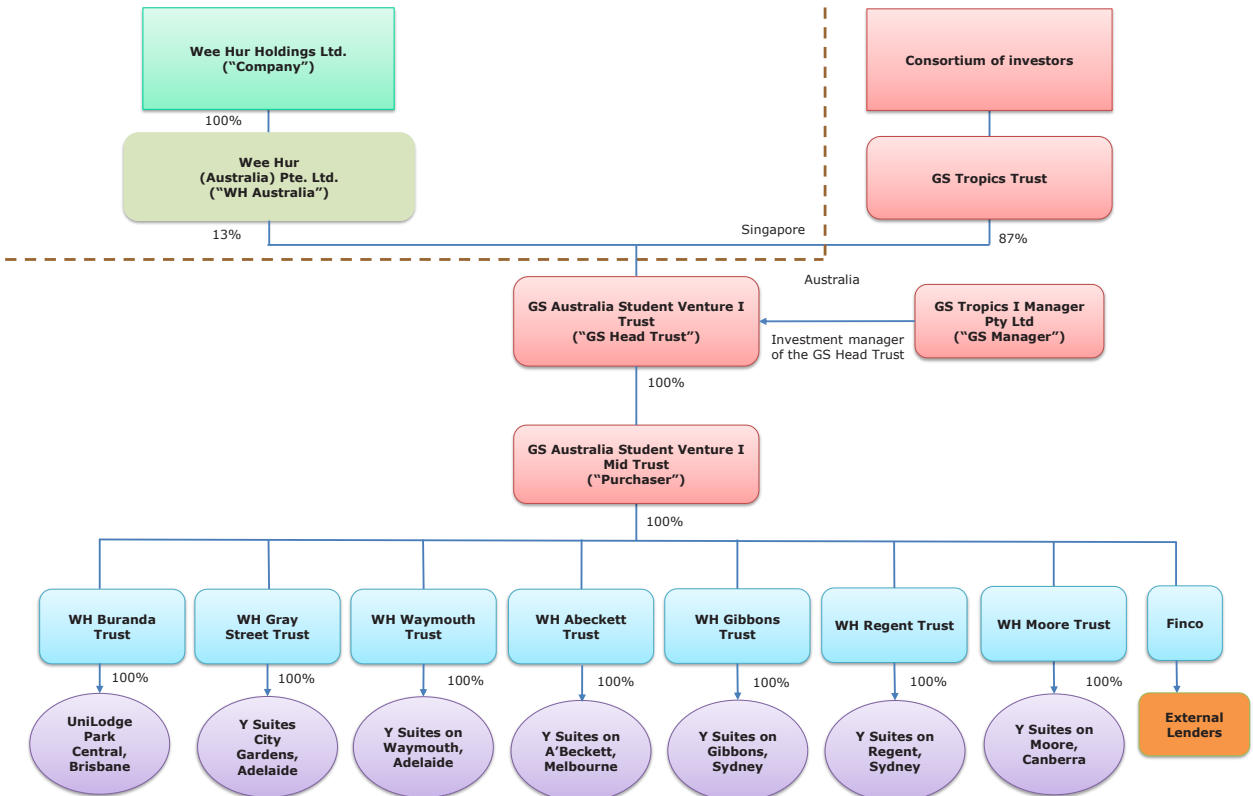 Wee Hur Holdings Ltd.
(“Company”)
Consortium of investors
100%
Wee Hur
(Australia) Pte. Ltd.
(“WH Australia”)
GS Tropics Trust
13%
Singapore
87%
Australia
GS Australia Student Venture I
Trust
(“GS Head Trust”)
GS Tropics I Manager
Pty Ltd
(“GS Manager”)
Investment manager
of the GS Head Trust
100%
GS Australia Student Venture I
Mid Trust
(“Purchaser”)
100%
WH Buranda
Trust
WH Gray
Street Trust
WH Waymouth
Trust
WH Abeckett
Trust
WH Gibbons
Trust
WH Regent Trust
WH Moore Trust
Finco
100%
100%
100%
100%
100%
100%
100%
UniLodge
Park
Central,
Brisbane
Y Suites
City
Gardens,
Adelaide
Y Suites on
Waymouth,
Adelaide
Y Suites on
A’Beckett,
Melbourne
Y Suites on
Gibbons,
Sydney
Y Suites on
Regent,
Sydney
Y Suites on
Moore,
Canberra
External
Lenders